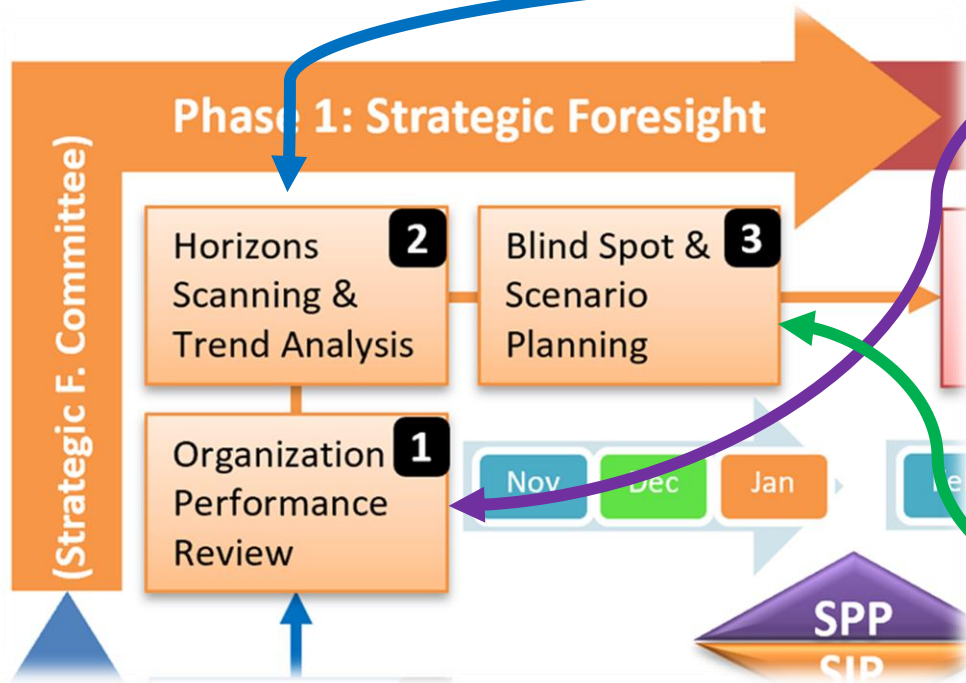 Phase 1: Strategic Foresight
(Strategic F. Committee)
Horizons
Scanning &
Trend Analysis
2
Blind Spot &
Scenario
Planning
3
Organization
Performance
Review
1
Nov
Dec
Jan
SPP
SIP